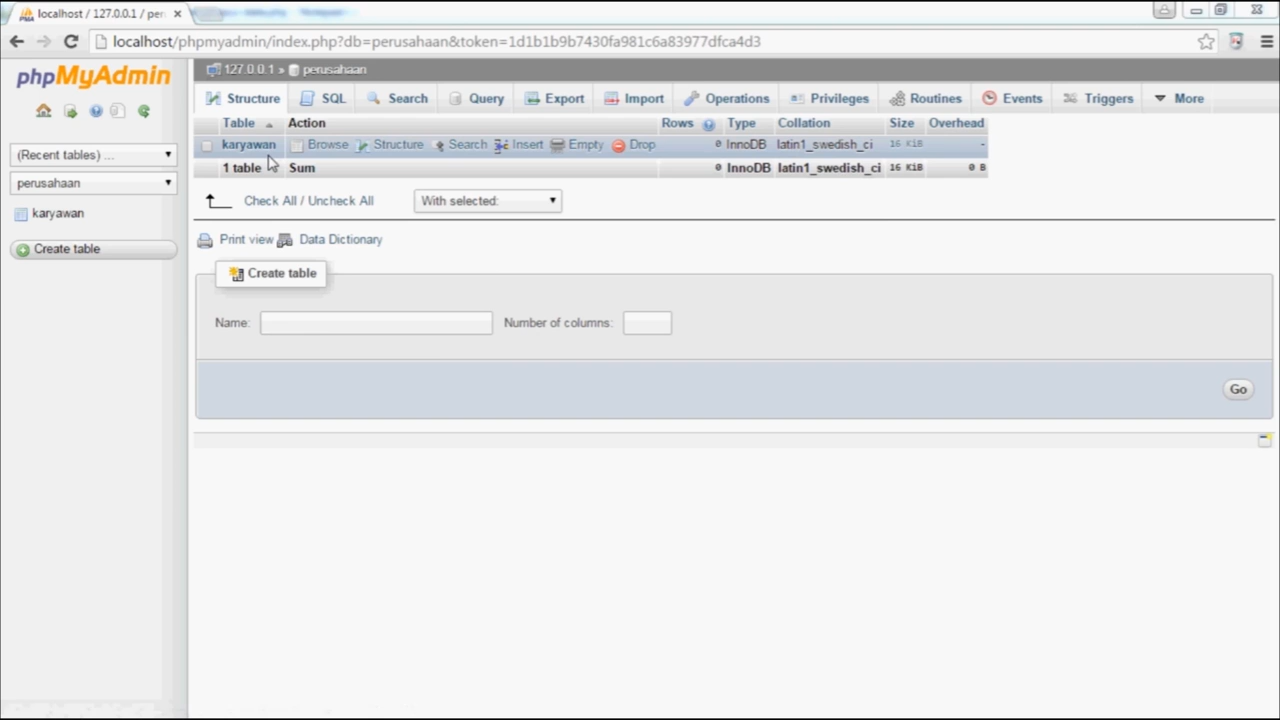 localhost / 127.0.0.1 / per
localhost/phpmyadmin/index.php?db=perusahaan&token=1d1b1b9b7430fa981c6a83977dfca4d3
phpMyAdmin
127.0.0.1 » perusahaan
Structure SQL Search Query Export Import Operations Privileges Routines Events Triggers More
Table Action Rows Type Collation Size Overhead
karyawan Browse Structure Search Insert Empty Drop 0 InnoDB latin1_swedish_ci 16 KiB -
1 table Sum 0 InnoDB latin1_swedish_ci 16 KiB 0 B
(Recent tables) ...
perusahaan
karyawan
Create table
Check All / Uncheck All With selected:
Print view Data Dictionary
Create table
Name: Number of columns:
Go